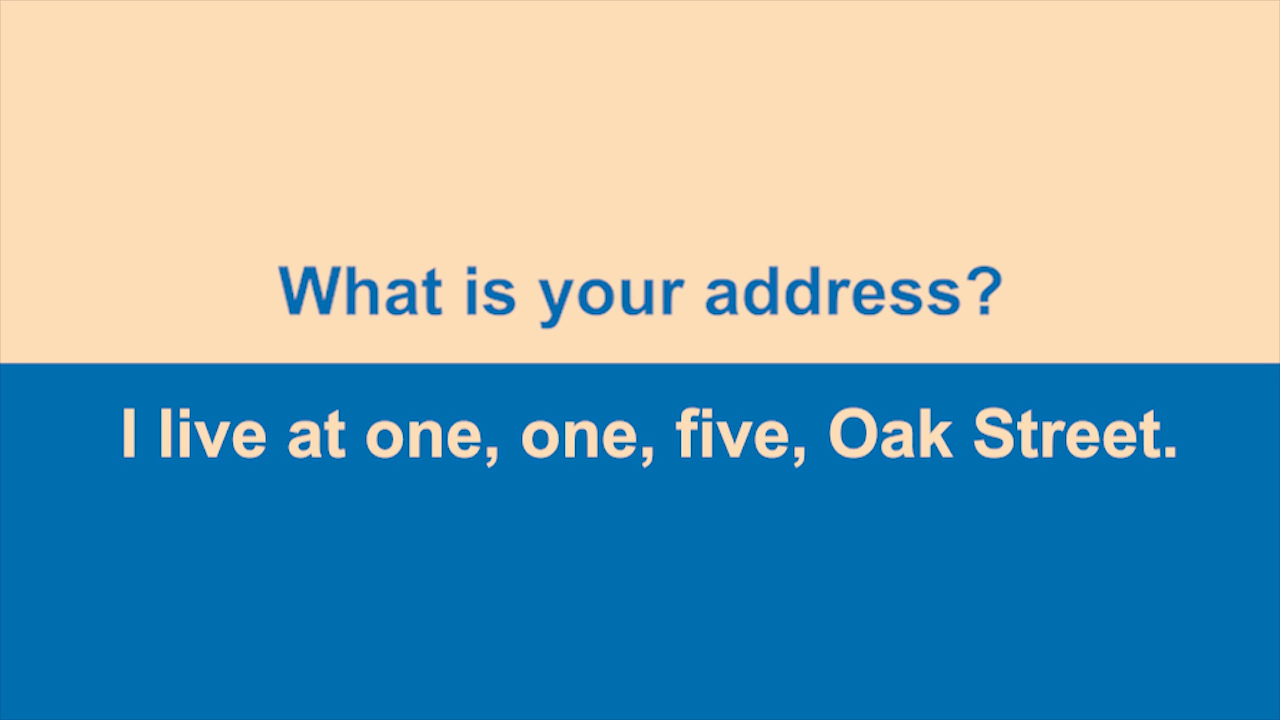 What is your address?
I live at one, one, five, Oak Street.